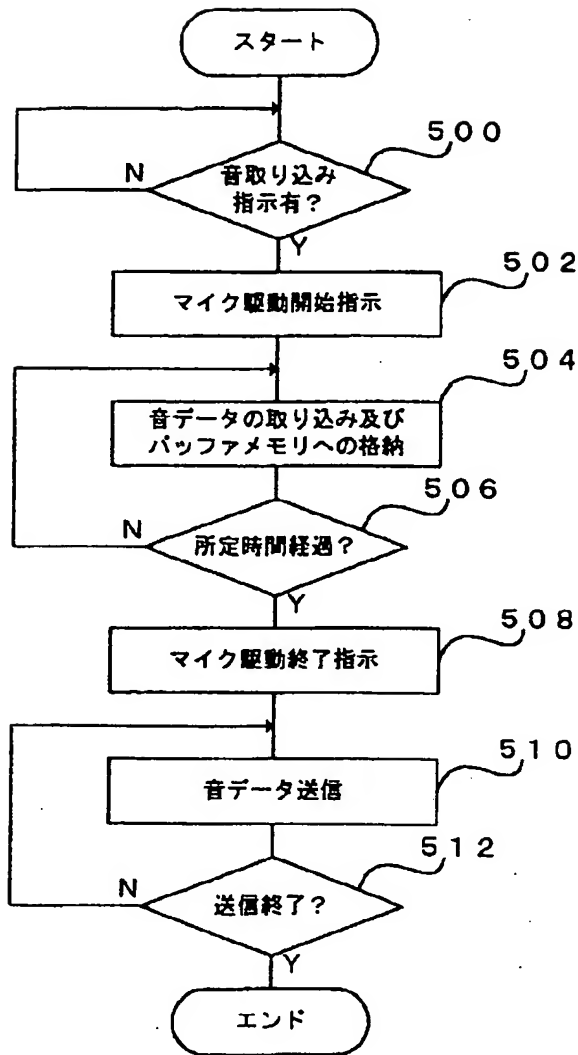 スタート
500
N
音取り込み
指示有?
Y
502
マイク駆動開始指示
504
音データの取り込み及び
バッファメモリへの格納
506
N
所定時間経過?
Y
508
マイク駆動終了指示
510
音データ送信
512
N
送信終了?
Y
エンド